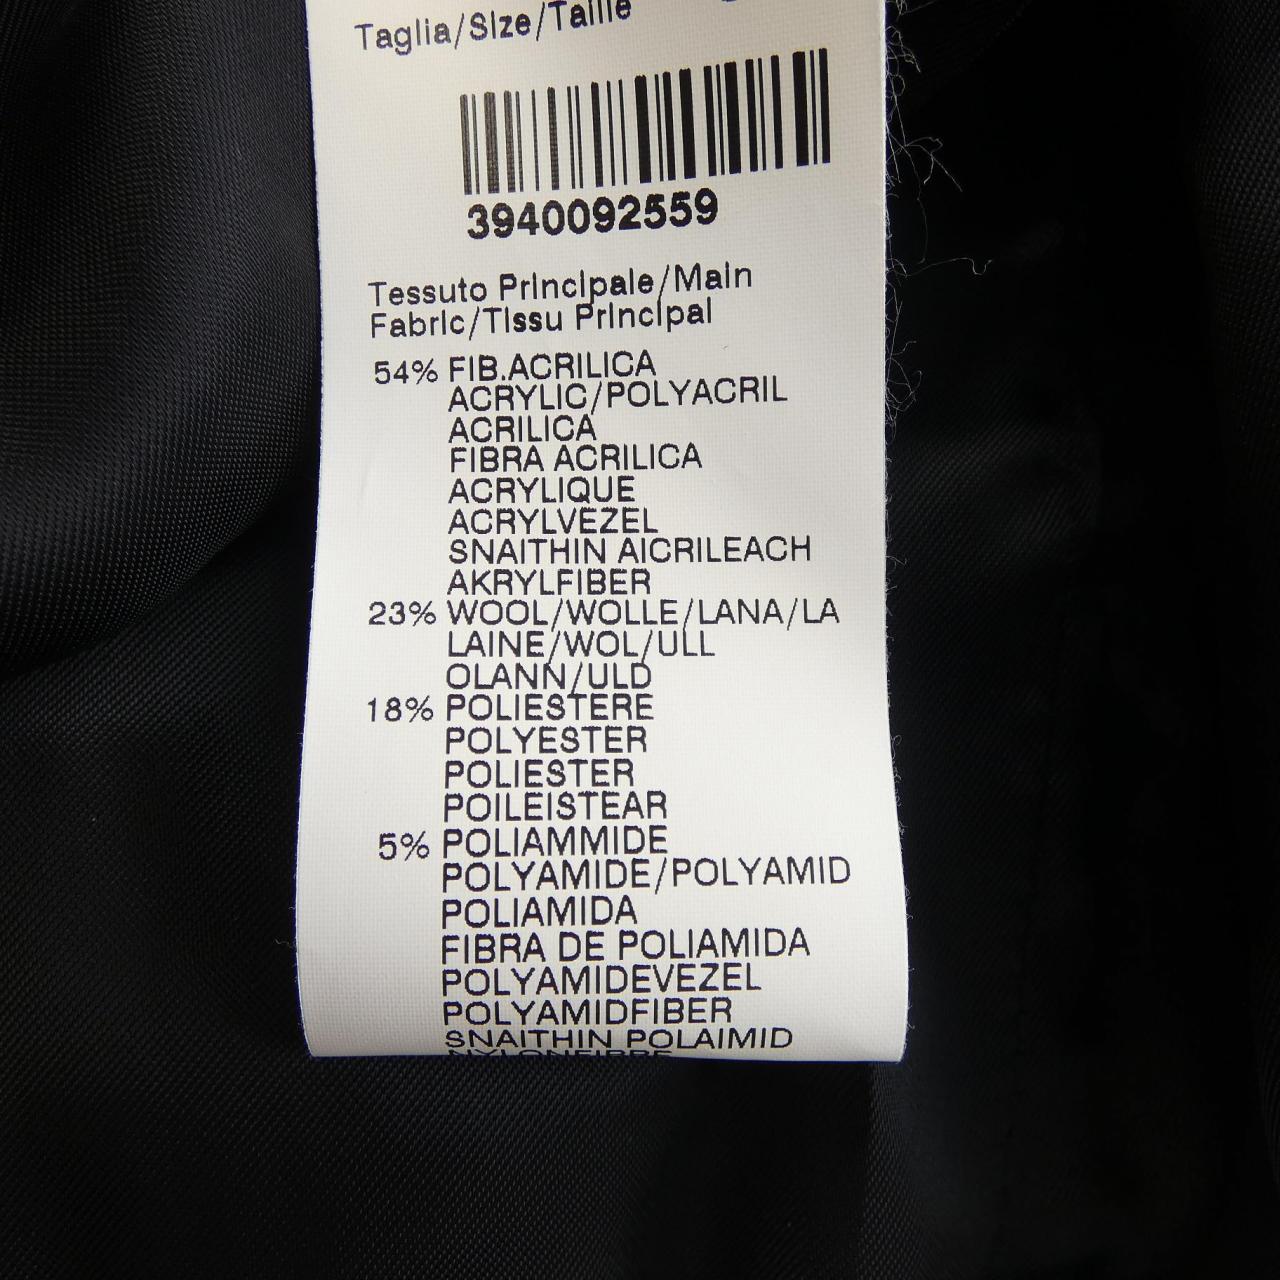 Taglia/Size/Taille
3940092559
Tessuto Principale/Main
Fabric/Tissu Principal
54% FIB.ACRILICA
ACRYLIC/POLYACRIL
ACRILICA
FIBRA ACRILICA
ACRYLIQUE
ACRYLVEZEL
SNAITHIN AICRILEACH
AKRYLFIBER
23% WOOL/WOLLE/LANA/LA
LAINE/WOL/ULL
OLANN/ULD
18% POLIESTERE
POLYESTER
POLIESTER
POILEISTEAR
5% POLIAMMIDE
POLYAMIDE/POLYAMID
POLIAMIDA
FIBRA DE POLIAMIDA
POLYAMIDEVEZEL
POLYAMIDFIBER
SNAITHIN POLAIMID
NYLONFIBRE